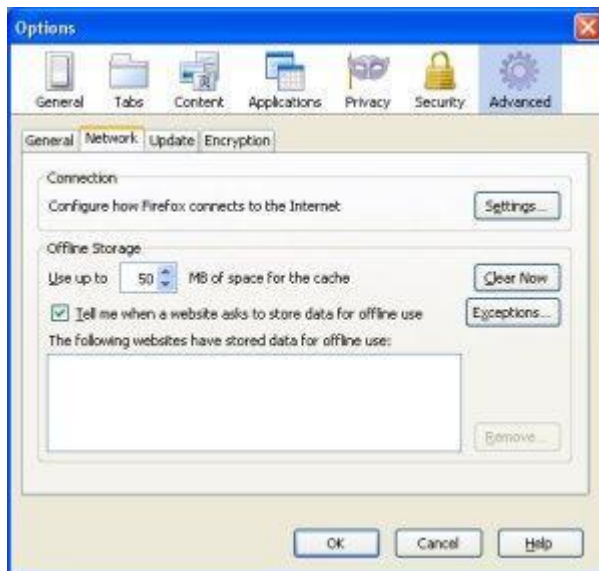 Options
General Tabs Content Applications Privacy Security Advanced
General Network Update Encryption
Connection
Configure how Firefox connects to the Internet Settings...
Offline Storage
Use up to 50 MB of space for the cache Clear Now
Tell me when a website asks to store data for offline use Exceptions...
The following websites have stored data for offline use:
Remove...
OK Cancel Help